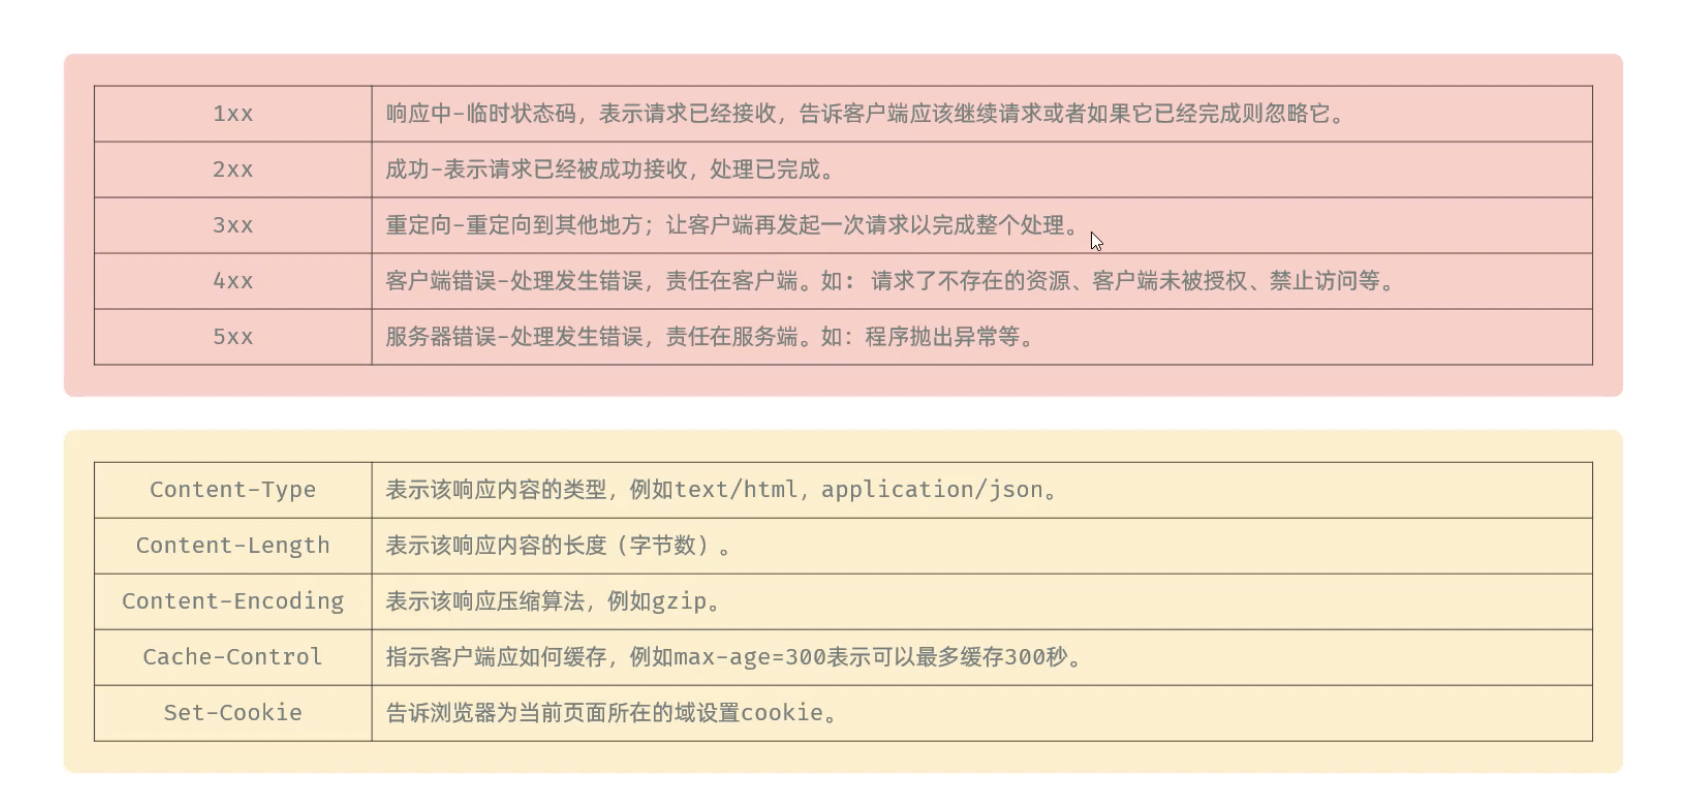 1xx 响应中-临时状态码，表示请求已经接收，告诉客户端应该继续请求或者如果它已经完成则忽略它。
2xx 成功-表示请求已经被成功接收，处理已完成。
3xx 重定向-重定向到其他地方；让客户端再发起一次请求以完成整个处理。
4xx 客户端错误-处理发生错误，责任在客户端。如： 请求了不存在的资源、客户端未被授权、禁止访问等。
5xx 服务器错误-处理发生错误，责任在服务端。如：程序抛出异常等。
Content-Type 表示该响应内容的类型，例如text/html，application/json。
Content-Length 表示该响应内容的长度（字节数）。
Content-Encoding 表示该响应压缩算法，例如gzip。
Cache-Control 指示客户端应如何缓存，例如max-age=300表示可以最多缓存300秒。
Set-Cookie 告诉浏览器为当前页面所在的域设置cookie。